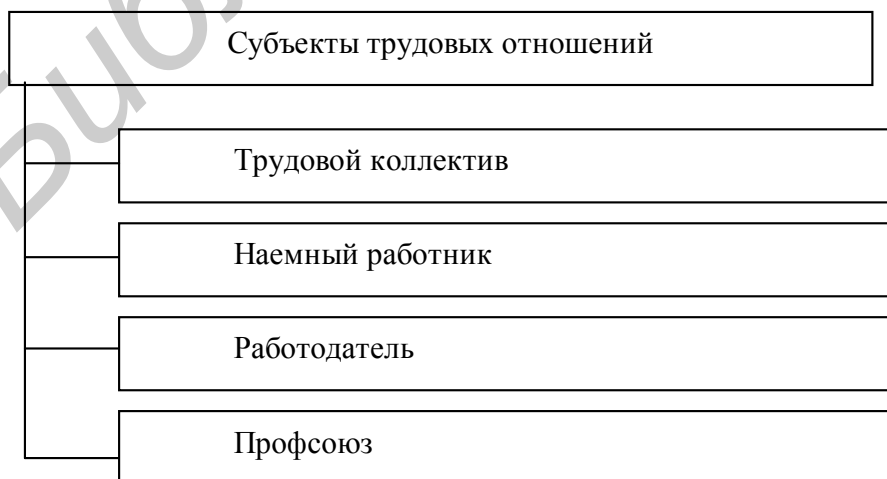 Субъекты трудовых отношений
Трудовой коллектив
Наемный работник
Работодатель
Профсоюз